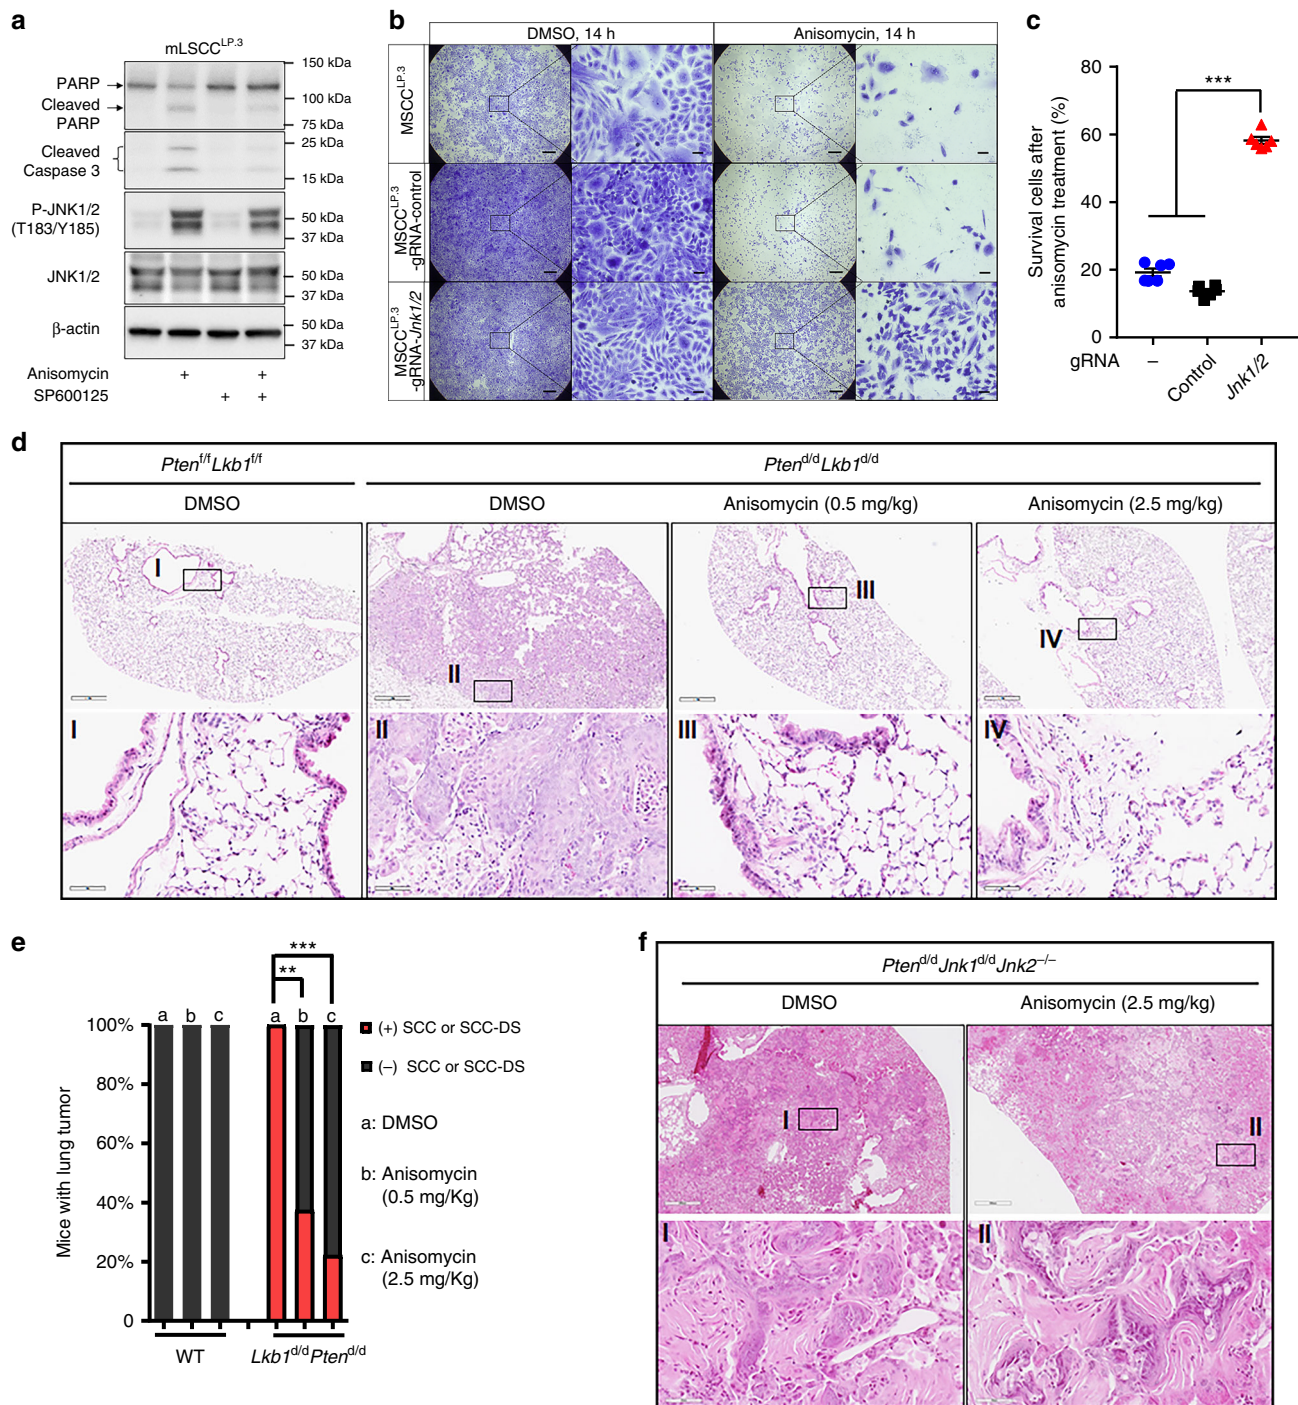 a
mLSCC^LP.3
PARP
Cleaved
PARP
Cleaved
Caspase 3
P-JNK1/2
(T183/Y185)
JNK1/2
β-actin
150 kDa
100 kDa
75 kDa
25 kDa
15 kDa
50 kDa
37 kDa
50 kDa
37 kDa
50 kDa
37 kDa
Anisomycin + +
SP600125 + +
b
DMSO, 14 h
Anisomycin, 14 h
MSCC^LP.3
MSCC^LP.3
-gRNA-control
MSCC^LP.3
-gRNA-Jnk1/2
c
Survival cells after
anisomycin treatment (%)
80
60
40
20
0
***
gRNA – Control Jnk1/2
d
Pten^f/f Lkb1^f/f
Pten^d/d Lkb1^d/d
DMSO
DMSO
Anisomycin (0.5 mg/kg)
Anisomycin (2.5 mg/kg)
I
II
III
IV
I
II
III
IV
e
***
**
a b c a b c
Mice with lung tumor
100%
80%
60%
40%
20%
0
WT
Lkb1^d/d Pten^d/d
(+) SCC or SCC-DS
(–) SCC or SCC-DS
a: DMSO
b: Anisomycin
(0.5 mg/Kg)
c: Anisomycin
(2.5 mg/Kg)
f
Pten^d/d Jnk1^d/d Jnk2^–/–
DMSO
Anisomycin (2.5 mg/kg)
I
II
I
II